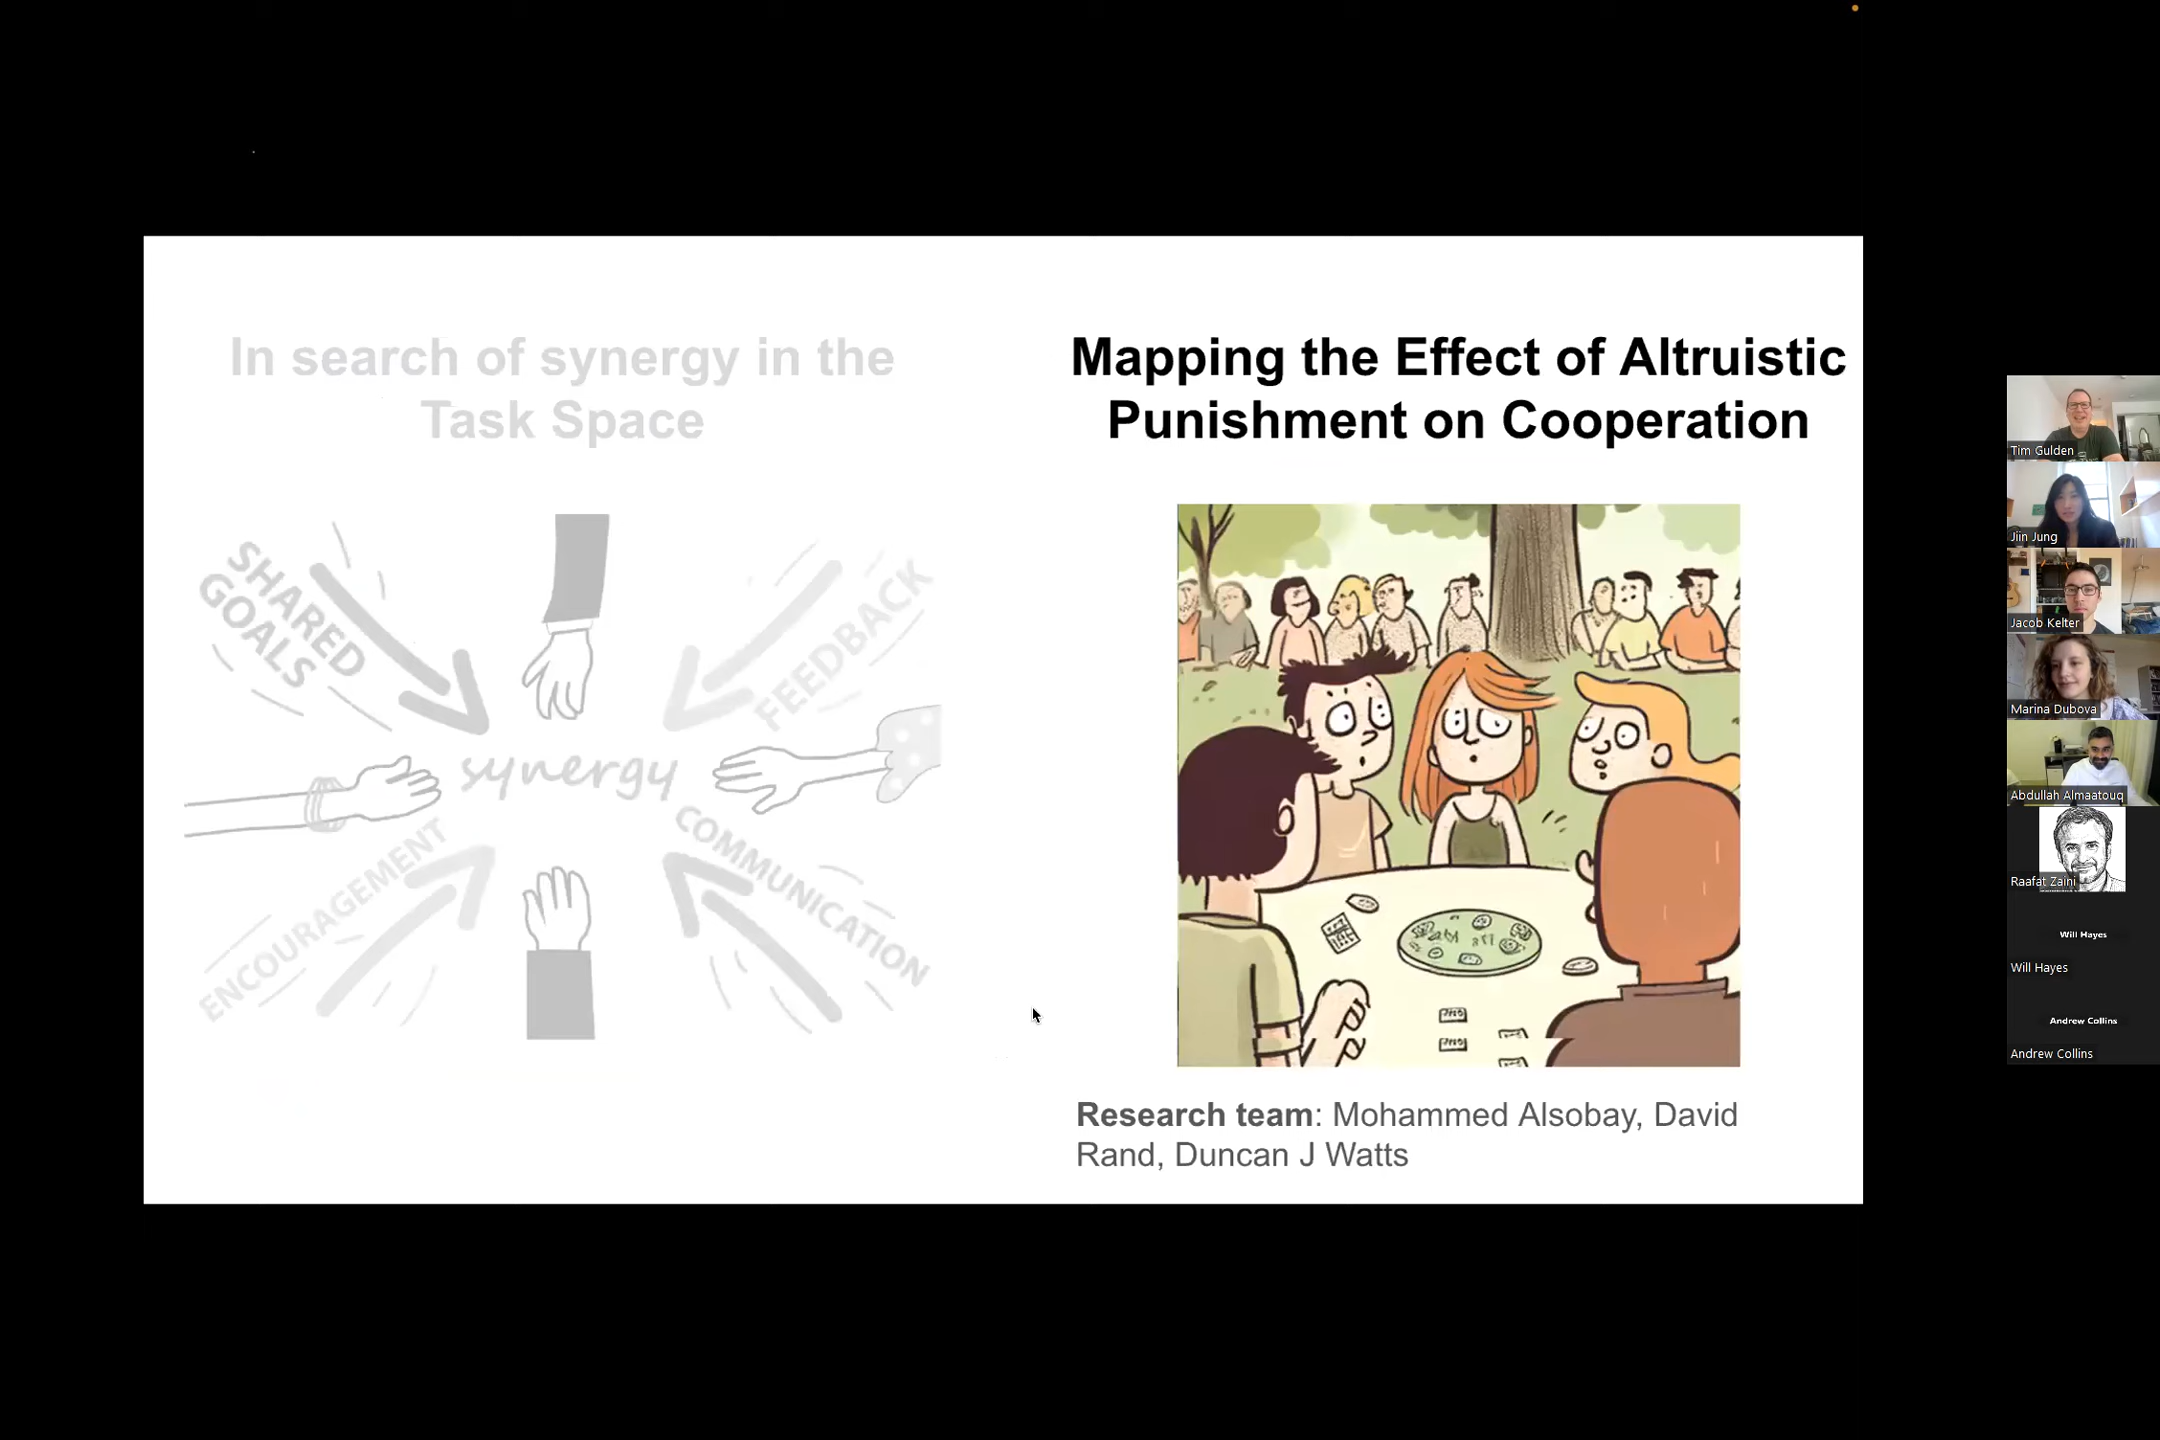 In search of synergy in the
Task Space
SHARED
GOALS
FEEDBACK
synergy
ENCOURAGEMENT
COMMUNICATION
Mapping the Effect of Altruistic
Punishment on Cooperation
Research team: Mohammed Alsobay, David
Rand, Duncan J Watts
Tim Gulden
Jiin Jung
Jacob Kelter
Marina Dubova
Abdullah Almaatouq
Raafat Zaini
Will Hayes
Will Hayes
Andrew Collins
Andrew Collins